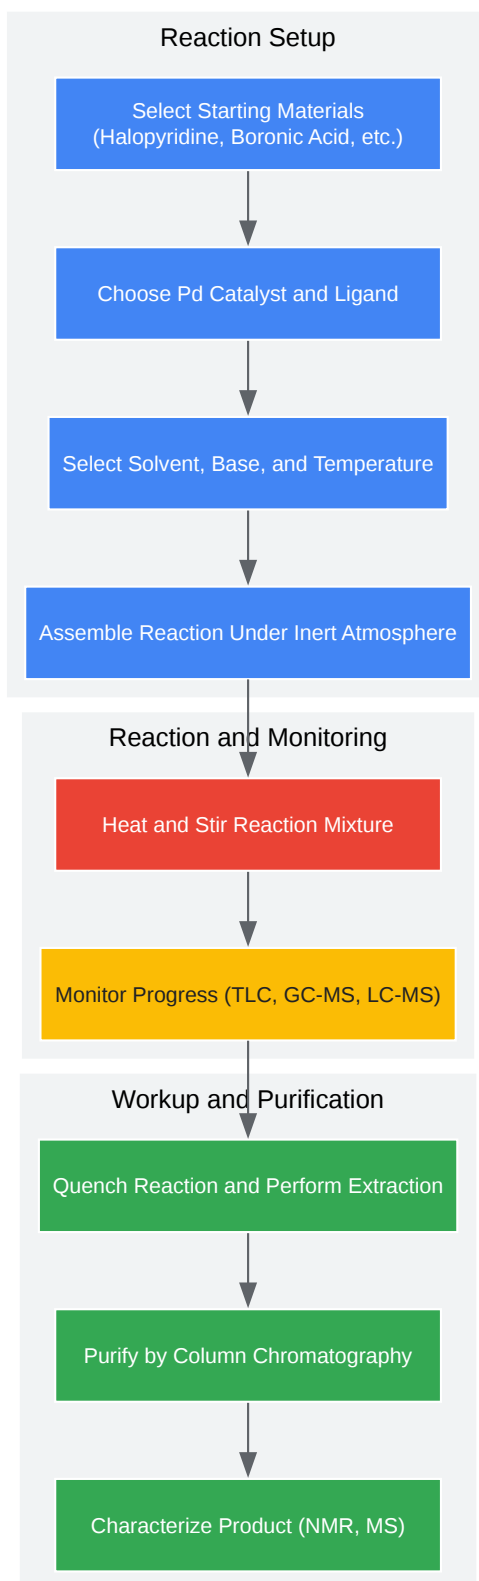 Reaction Setup
Select Starting Materials
(Halopyridine, Boronic Acid, etc.)
Choose Pd Catalyst and Ligand
Select Solvent, Base, and Temperature
Assemble Reaction Under Inert Atmosphere
Reaction and Monitoring
Heat and Stir Reaction Mixture
Monitor Progress (TLC, GC-MS, LC-MS)
Workup and Purification
Quench Reaction and Perform Extraction
Purify by Column Chromatography
Characterize Product (NMR, MS)